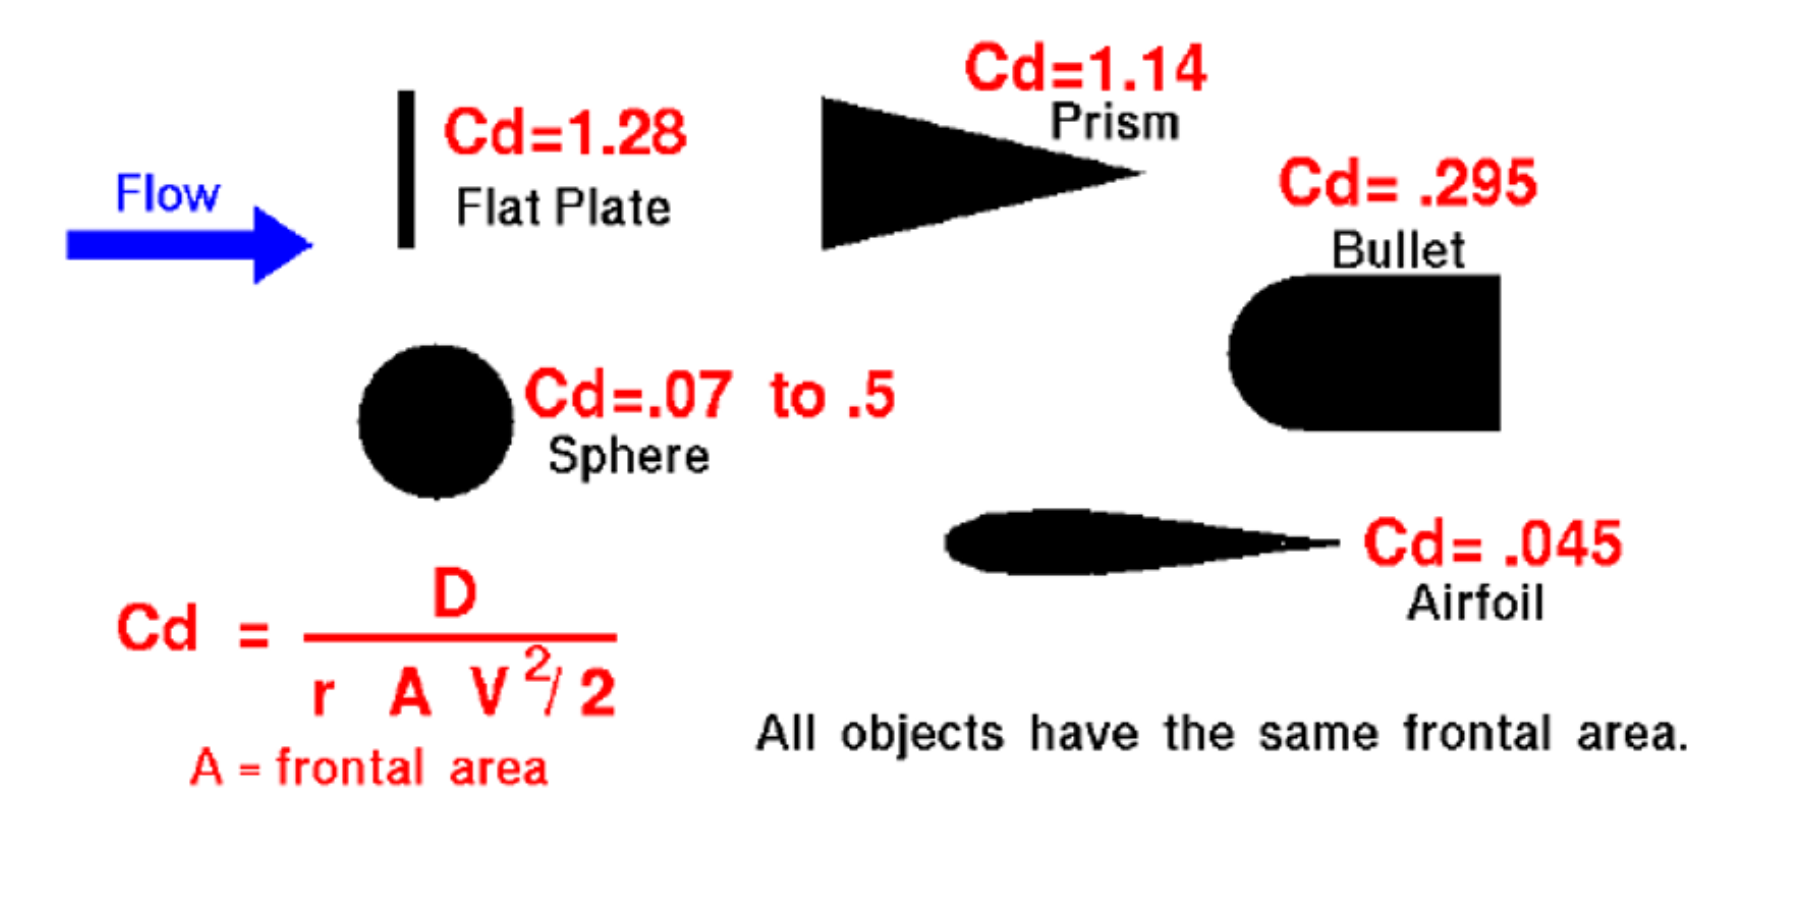 Flow
Cd=1.28
Flat Plate
Cd=1.14
Prism
Cd= .295
Bullet
Cd=.07 to .5
Sphere
Cd= .045
Airfoil
Cd = D
r A V²/2
A = frontal area
All objects have the same frontal area.